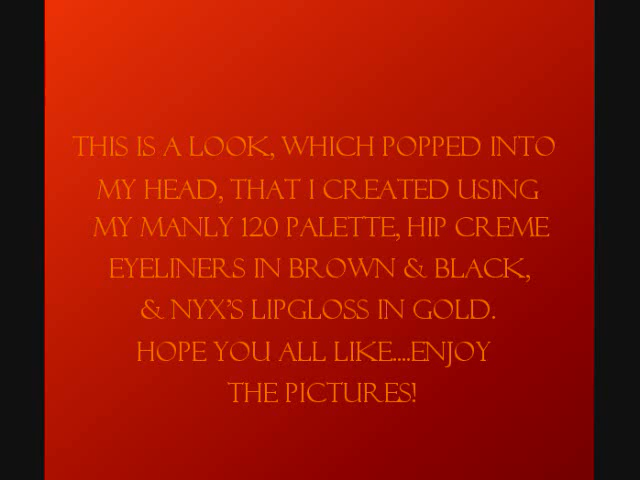 THIS IS A LOOK, WHICH POPPED INTO
MY HEAD, THAT I CREATED USING
MY MANLY 120 PALETTE, HIP CREME
EYELINERS IN BROWN & BLACK,
& NYX'S LIPGLOSS IN GOLD.
HOPE YOU ALL LIKE....ENJOY
THE PICTURES!